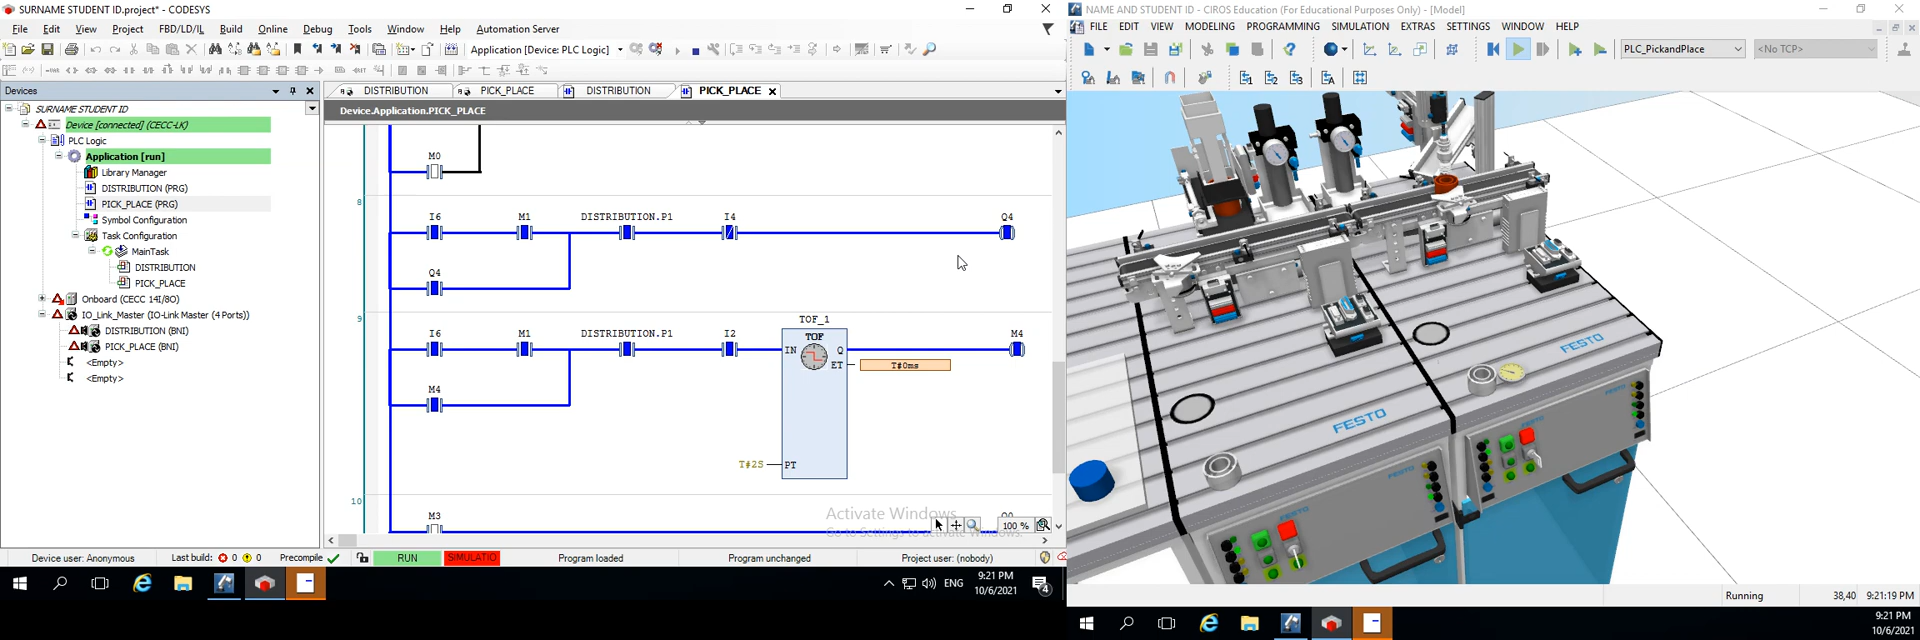 SURNAME STUDENT ID.project* - CODESYS
File Edit View Project FBD/LD/IL Build Online Debug Tools Window Help Automation Server
Application [Device: PLC Logic]
Devices
SURNAME STUDENT ID
Device [connected] (CECC-LK)
PLC Logic
Application [run]
Library Manager
DISTRIBUTION (PRG)
PICK_PLACE (PRG)
Symbol Configuration
Task Configuration
MainTask
DISTRIBUTION
PICK_PLACE
Onboard (CECC 14I/8O)
IO_Link_Master (IO-Link Master (4 Ports))
DISTRIBUTION (BNI)
PICK_PLACE (BNI)
<Empty>
<Empty>
DISTRIBUTION PICK_PLACE DISTRIBUTION PICK_PLACE
Device.Application.PICK_PLACE
M0
8
I6 M1 DISTRIBUTION.P1 I4 Q4
Q4
9
TOF_1
I6 M1 DISTRIBUTION.P1 I2 TOF M4
IN Q
ET T#0ms
M4
T#2S PT
10
M3
Activate Windows
Go to Settings to activate Windows.
100 %
Device user: Anonymous Last build: 0 0 Precompile RUN SIMULATIO Program loaded Program unchanged Project user: (nobody)
ENG
9:21 PM
10/6/2021
4
NAME AND STUDENT ID - CIROS Education (For Educational Purposes Only) - [Model]
FILE EDIT VIEW MODELING PROGRAMMING SIMULATION EXTRAS SETTINGS WINDOW HELP
PLC_PickandPlace <No TCP>
FESTO
FESTO
FESTO
FESTO
Running 38,40 9:21:19 PM
9:21 PM
10/6/2021